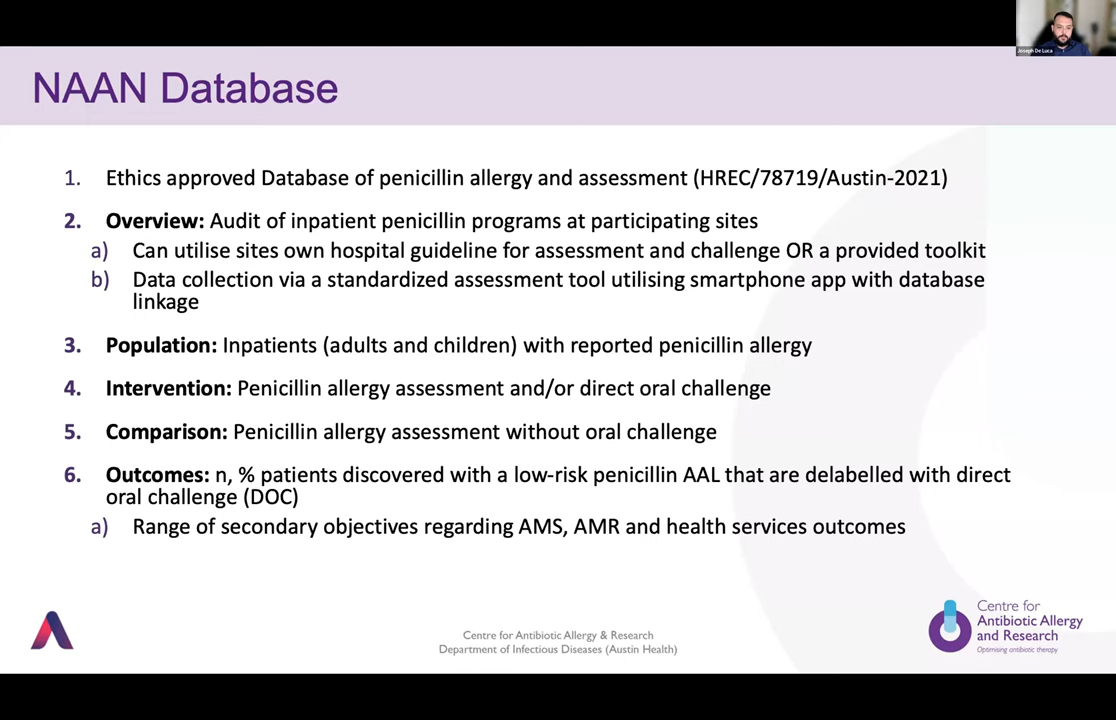 Joseph De Luca
NAAN Database
1. Ethics approved Database of penicillin allergy and assessment (HREC/78719/Austin-2021)
2. Overview: Audit of inpatient penicillin programs at participating sites
a) Can utilise sites own hospital guideline for assessment and challenge OR a provided toolkit
b) Data collection via a standardized assessment tool utilising smartphone app with database
linkage
3. Population: Inpatients (adults and children) with reported penicillin allergy
4. Intervention: Penicillin allergy assessment and/or direct oral challenge
5. Comparison: Penicillin allergy assessment without oral challenge
6. Outcomes: n, % patients discovered with a low-risk penicillin AAL that are delabelled with direct
oral challenge (DOC)
a) Range of secondary objectives regarding AMS, AMR and health services outcomes
Centre for Antibiotic Allergy & Research
Department of Infectious Diseases (Austin Health)
Centre for
Antibiotic Allergy
and Research
Optimising antibiotic therapy